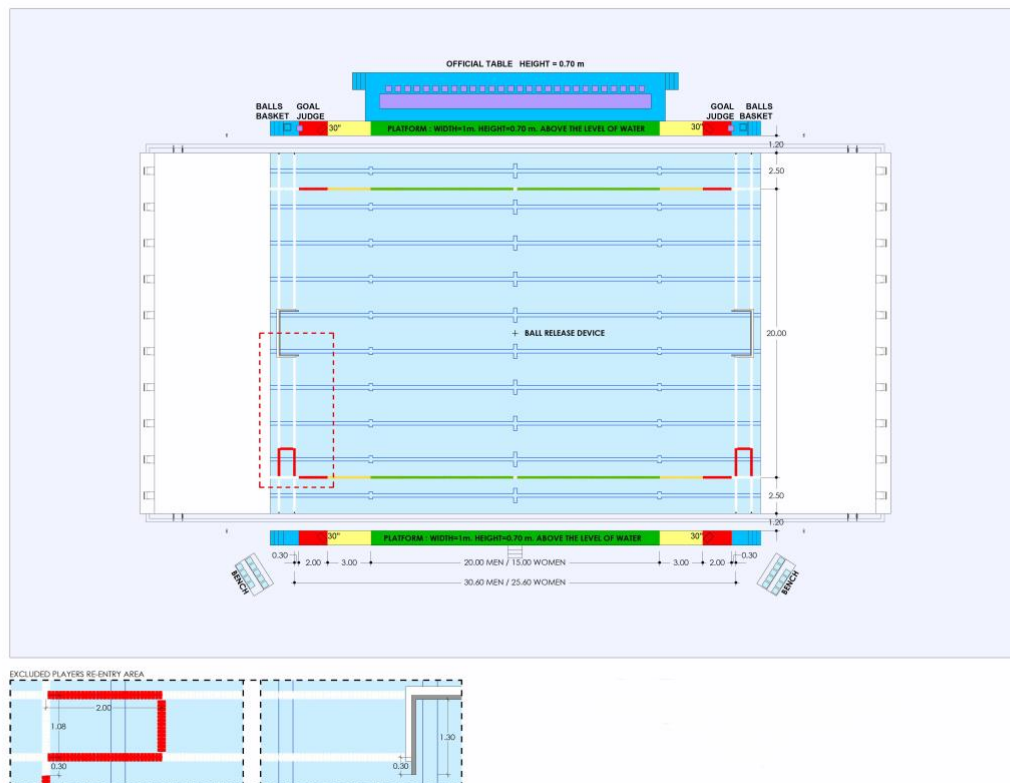 OFFICIAL TABLE HEIGHT = 0.70 m
BALLS BASKET
GOAL JUDGE
GOAL JUDGE
BALLS BASKET
30"
PLATFORM : WIDTH=1m. HEIGHT=0.70 m. ABOVE THE LEVEL OF WATER
30"
1.20
2.50
BALL RELEASE DEVICE
20.00
2.50
1.20
30"
PLATFORM : WIDTH=1m. HEIGHT=0.70 m. ABOVE THE LEVEL OF WATER
30"
0.30
2.00
3.00
20.00 MEN / 15.00 WOMEN
3.00
2.00
0.30
30.60 MEN / 25.60 WOMEN
BENCH
BENCH
EXCLUDED PLAYERS RE-ENTRY AREA
2.00
1.08
0.30
1.30
0.30